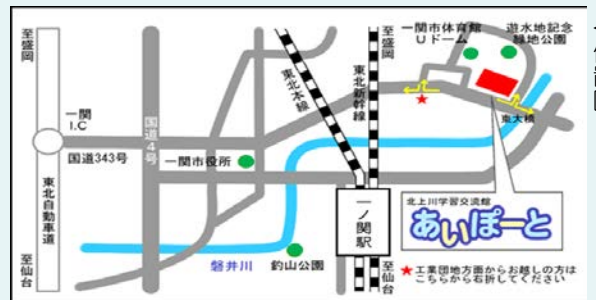 至盛岡
一関
I.C
国道343号
東北自動車道
至仙台
国道4号
一関市役所
磐井川
釣山公園
東北本線
東北新幹線
至盛岡
一ノ関駅
至仙台
一関市体育館
Uドーム
遊水地記念
緑地公園
東大橋
北上川学習交流館
あいぽーと
★工業団地方面からお越しの方は
こちらから右折してください